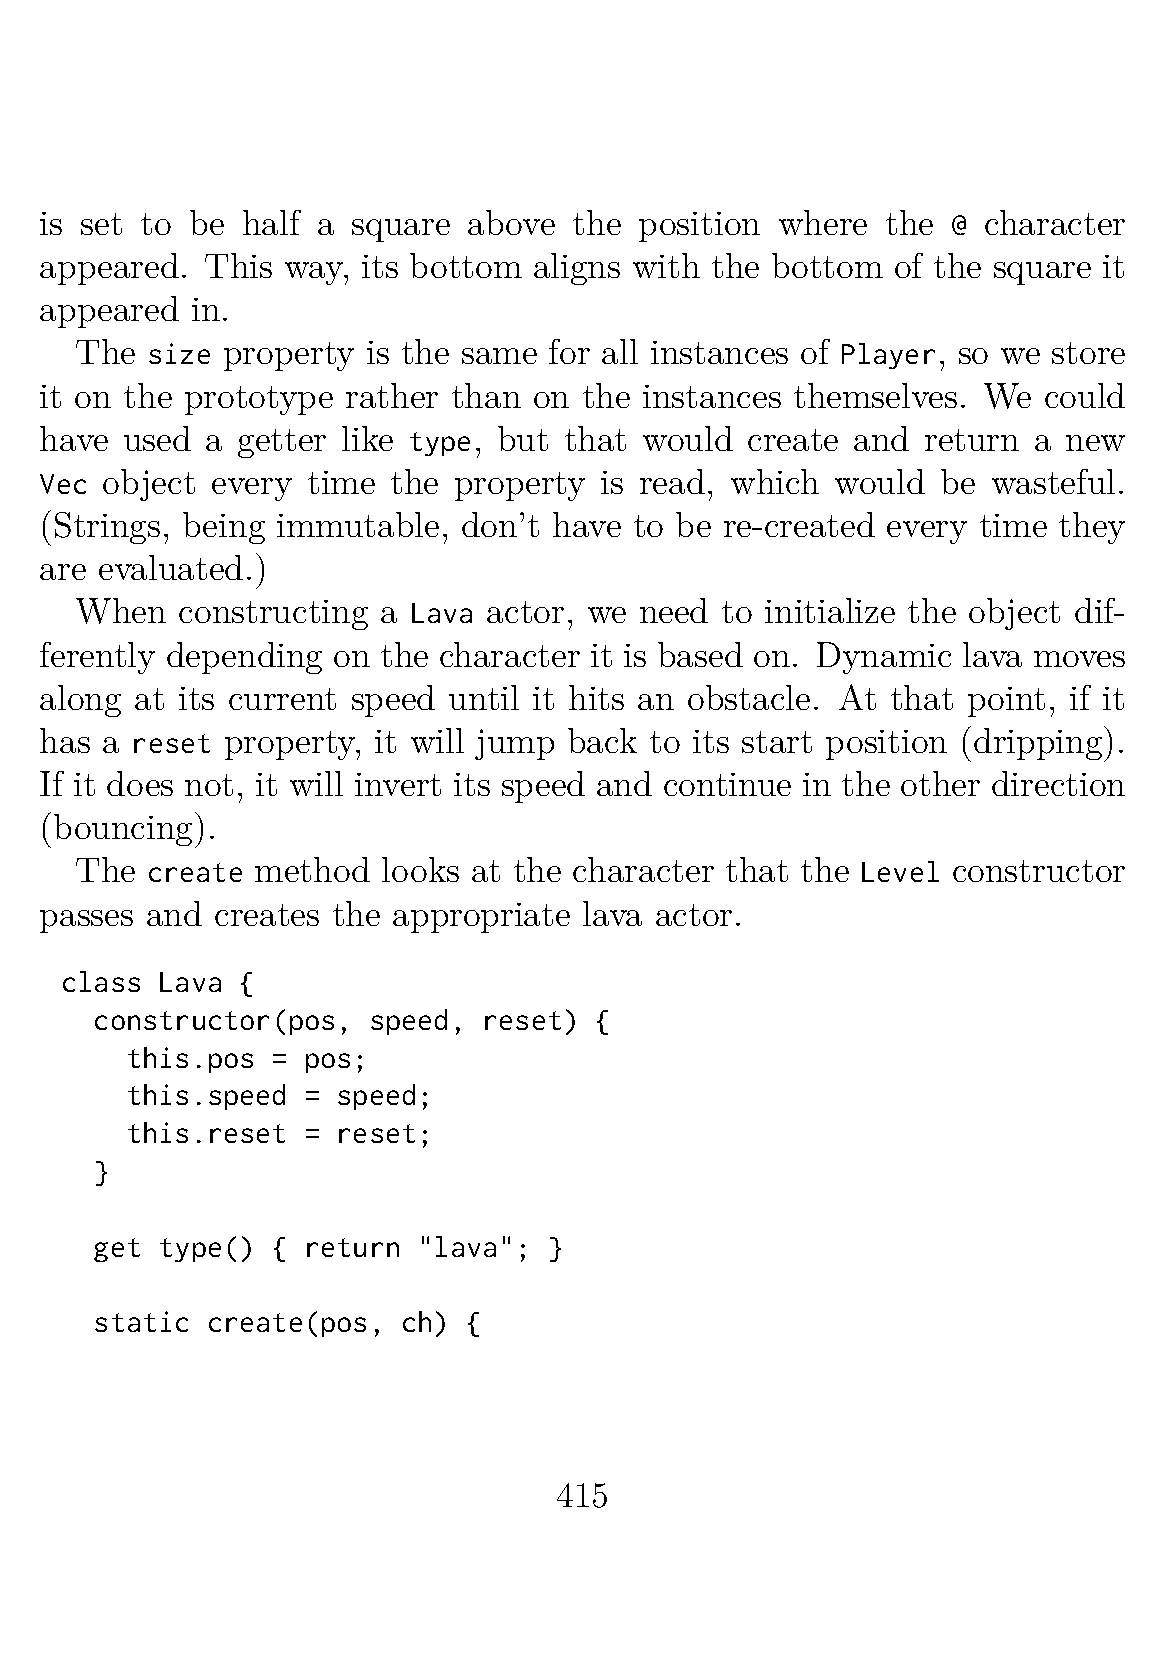 is set to be half a square above the position where the @ character
appeared. This way, its bottom aligns with the bottom of the square it
appeared in.
The size property is the same for all instances of Player, so we store
it on the prototype rather than on the instances themselves. We could
have used a getter like type, but that would create and return a new
Vec object every time the property is read, which would be wasteful.
(Strings, being immutable, don't have to be re-created every time they
are evaluated.)
When constructing a Lava actor, we need to initialize the object dif-
ferently depending on the character it is based on. Dynamic lava moves
along at its current speed until it hits an obstacle. At that point, if it
has a reset property, it will jump back to its start position (dripping).
If it does not, it will invert its speed and continue in the other direction
(bouncing).
The create method looks at the character that the Level constructor
passes and creates the appropriate lava actor.
class Lava {
  constructor(pos, speed, reset) {
    this.pos = pos;
    this.speed = speed;
    this.reset = reset;
  }
  get type() { return "lava"; }
  static create(pos, ch) {
415